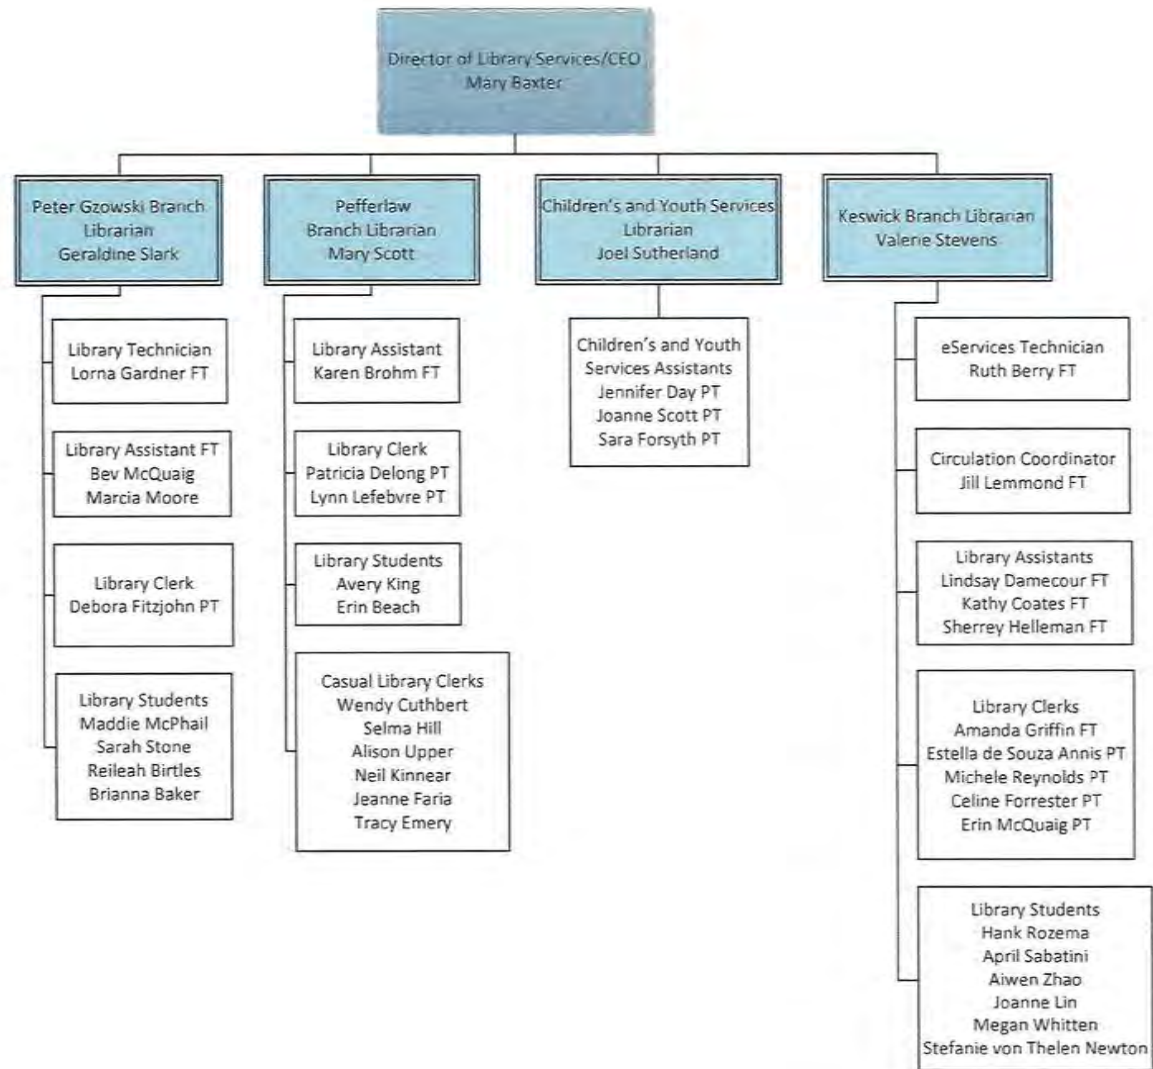 Director of Library Services/CEO
Mary Baxter
Peter Gzowski Branch
Librarian
Geraldine Slark
Library Technician
Lorna Gardner FT
Library Assistant FT
Bev McQuaig
Marcia Moore
Library Clerk
Debora Fitzjohn PT
Library Students
Maddie McPhail
Sarah Stone
Reileah Birtles
Brianna Baker
Pefferlaw
Branch Librarian
Mary Scott
Library Assistant
Karen Brohm FT
Library Clerk
Patricia Delong PT
Lynn Lefebvre PT
Library Students
Avery King
Erin Beach
Casual Library Clerks
Wendy Cuthbert
Selma Hill
Alison Upper
Neil Kinnear
Jeanne Faria
Tracy Emery
Children's and Youth Services
Librarian
Joel Sutherland
Children's and Youth
Services Assistants
Jennifer Day PT
Joanne Scott PT
Sara Forsyth PT
Keswick Branch Librarian
Valerie Stevens
eServices Technician
Ruth Berry FT
Circulation Coordinator
Jill Lemmond FT
Library Assistants
Lindsay Damecour FT
Kathy Coates FT
Sherrey Helleman FT
Library Clerks
Amanda Griffin FT
Estella de Souza Annis PT
Michele Reynolds PT
Celine Forrester PT
Erin McQuaig PT
Library Students
Hank Rozema
April Sabatini
Aiwen Zhao
Joanne Lin
Megan Whitten
Stefanie von Thelen Newton